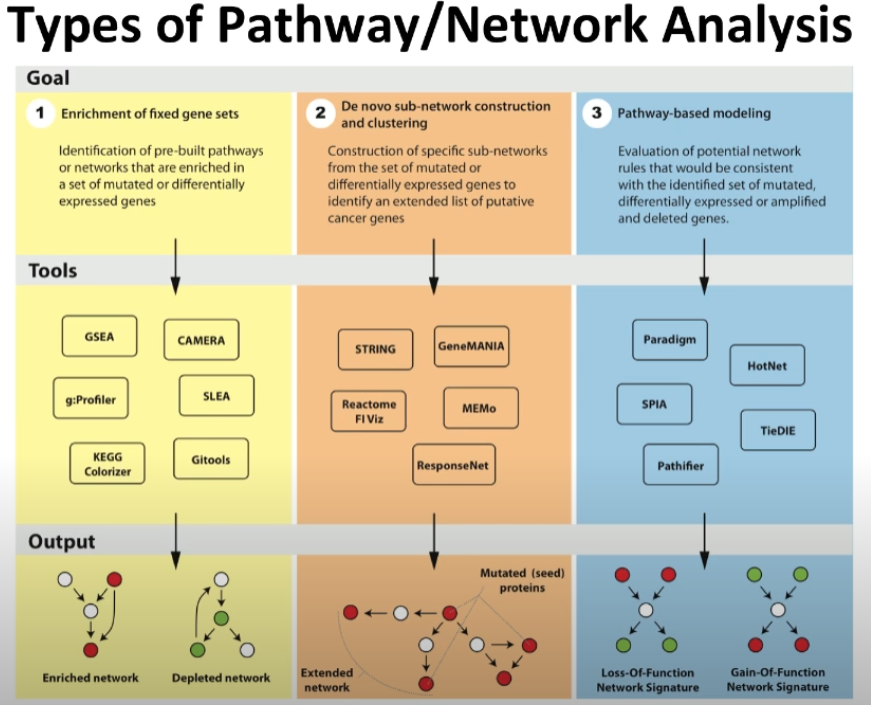 Types of Pathway/Network Analysis
Goal
1 Enrichment of fixed gene sets
Identification of pre-built pathways
or networks that are enriched in
a set of mutated or differentially
expressed genes
2 De novo sub-network construction
and clustering
Construction of specific sub-networks
from the set of mutated or
differentially expressed genes to
identify an extended list of putative
cancer genes
3 Pathway-based modeling
Evaluation of potential network
rules that would be consistent
with the identified set of mutated,
differentially expressed or amplified
and deleted genes.
Tools
GSEA
CAMERA
g:Profiler
SLEA
KEGG
Colorizer
Gitools
STRING
GeneMANIA
Reactome
FI Viz
MEMo
ResponseNet
Paradigm
HotNet
SPIA
TieDIE
Pathifier
Output
Enriched network
Depleted network
Mutated (seed)
proteins
Extended
network
Loss-Of-Function
Network Signature
Gain-Of-Function
Network Signature